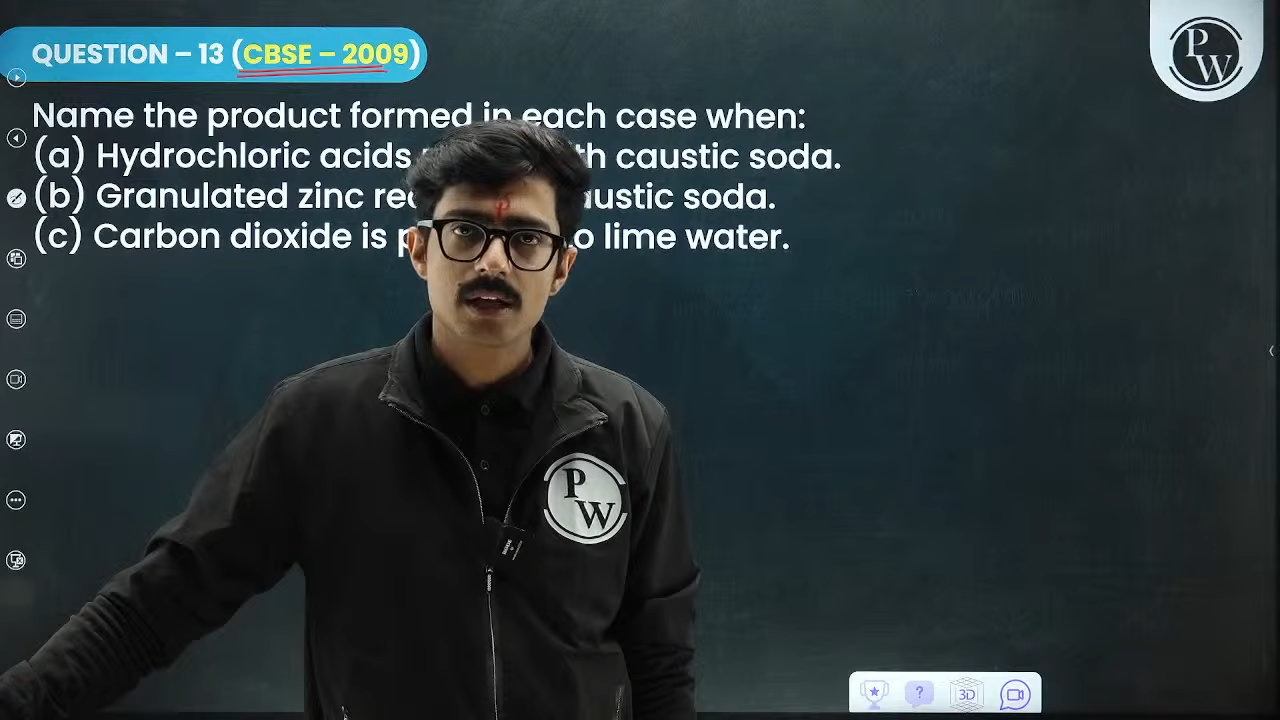 QUESTION – 13 (CBSE – 2009)
PW
Name the product formed in each case when:
(a) Hydrochloric acids th caustic soda.
(b) Granulated zinc rea austic soda.
(c) Carbon dioxide is p o lime water.
PW
3D